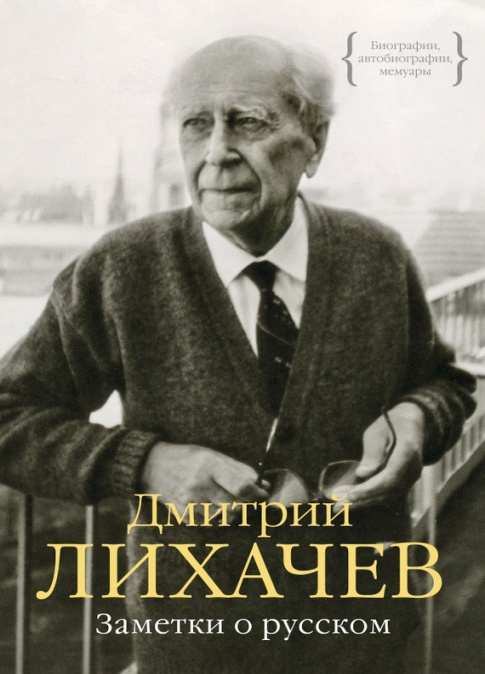 Биографии,
автобиографии,
мемуары
Дмитрий
ЛИХАЧЕВ
Заметки о русском